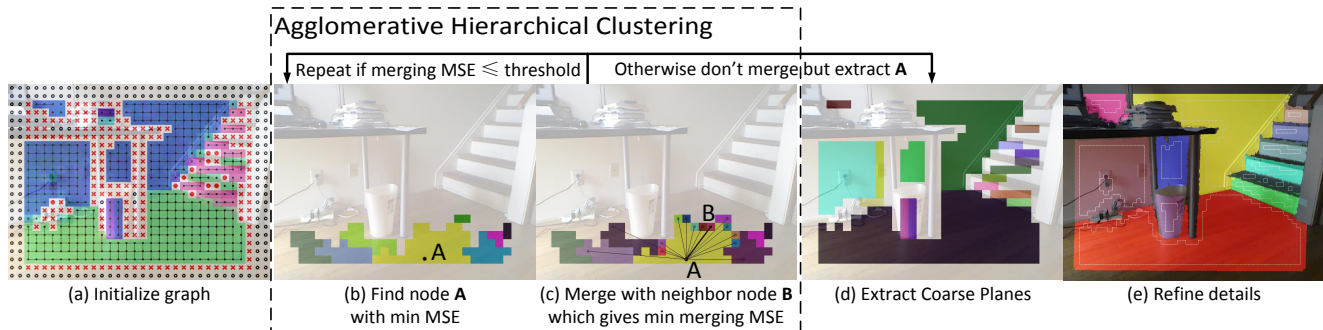 Agglomerative Hierarchical Clustering
Repeat if merging MSE ⩽ threshold
Otherwise don't merge but extract A
A
B
A
(a) Initialize graph
(b) Find node A
with min MSE
(c) Merge with neighbor node B
which gives min merging MSE
(d) Extract Coarse Planes
(e) Refine details